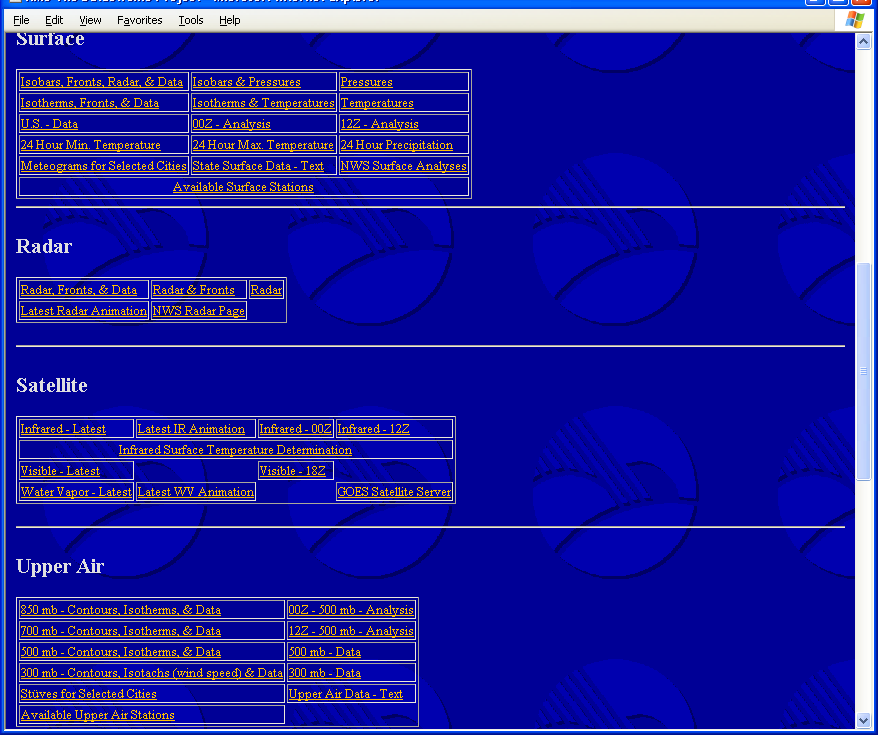 File Edit View Favorites Tools Help
Surface
Isobars, Fronts, Radar, & Data Isobars & Pressures Pressures
Isotherms, Fronts, & Data Isotherms & Temperatures Temperatures
U.S. - Data 00Z - Analysis 12Z - Analysis
24 Hour Min. Temperature 24 Hour Max. Temperature 24 Hour Precipitation
Meteograms for Selected Cities State Surface Data - Text NWS Surface Analyses
Available Surface Stations
Radar
Radar, Fronts, & Data Radar & Fronts Radar
Latest Radar Animation NWS Radar Page
Satellite
Infrared - Latest Latest IR Animation Infrared - 00Z Infrared - 12Z
Infrared Surface Temperature Determination
Visible - Latest Visible - 18Z
Water Vapor - Latest Latest WV Animation GOES Satellite Server
Upper Air
850 mb - Contours, Isotherms, & Data 00Z - 500 mb - Analysis
700 mb - Contours, Isotherms, & Data 12Z - 500 mb - Analysis
500 mb - Contours, Isotherms, & Data 500 mb - Data
300 mb - Contours, Isotachs (wind speed) & Data 300 mb - Data
Stüves for Selected Cities Upper Air Data - Text
Available Upper Air Stations